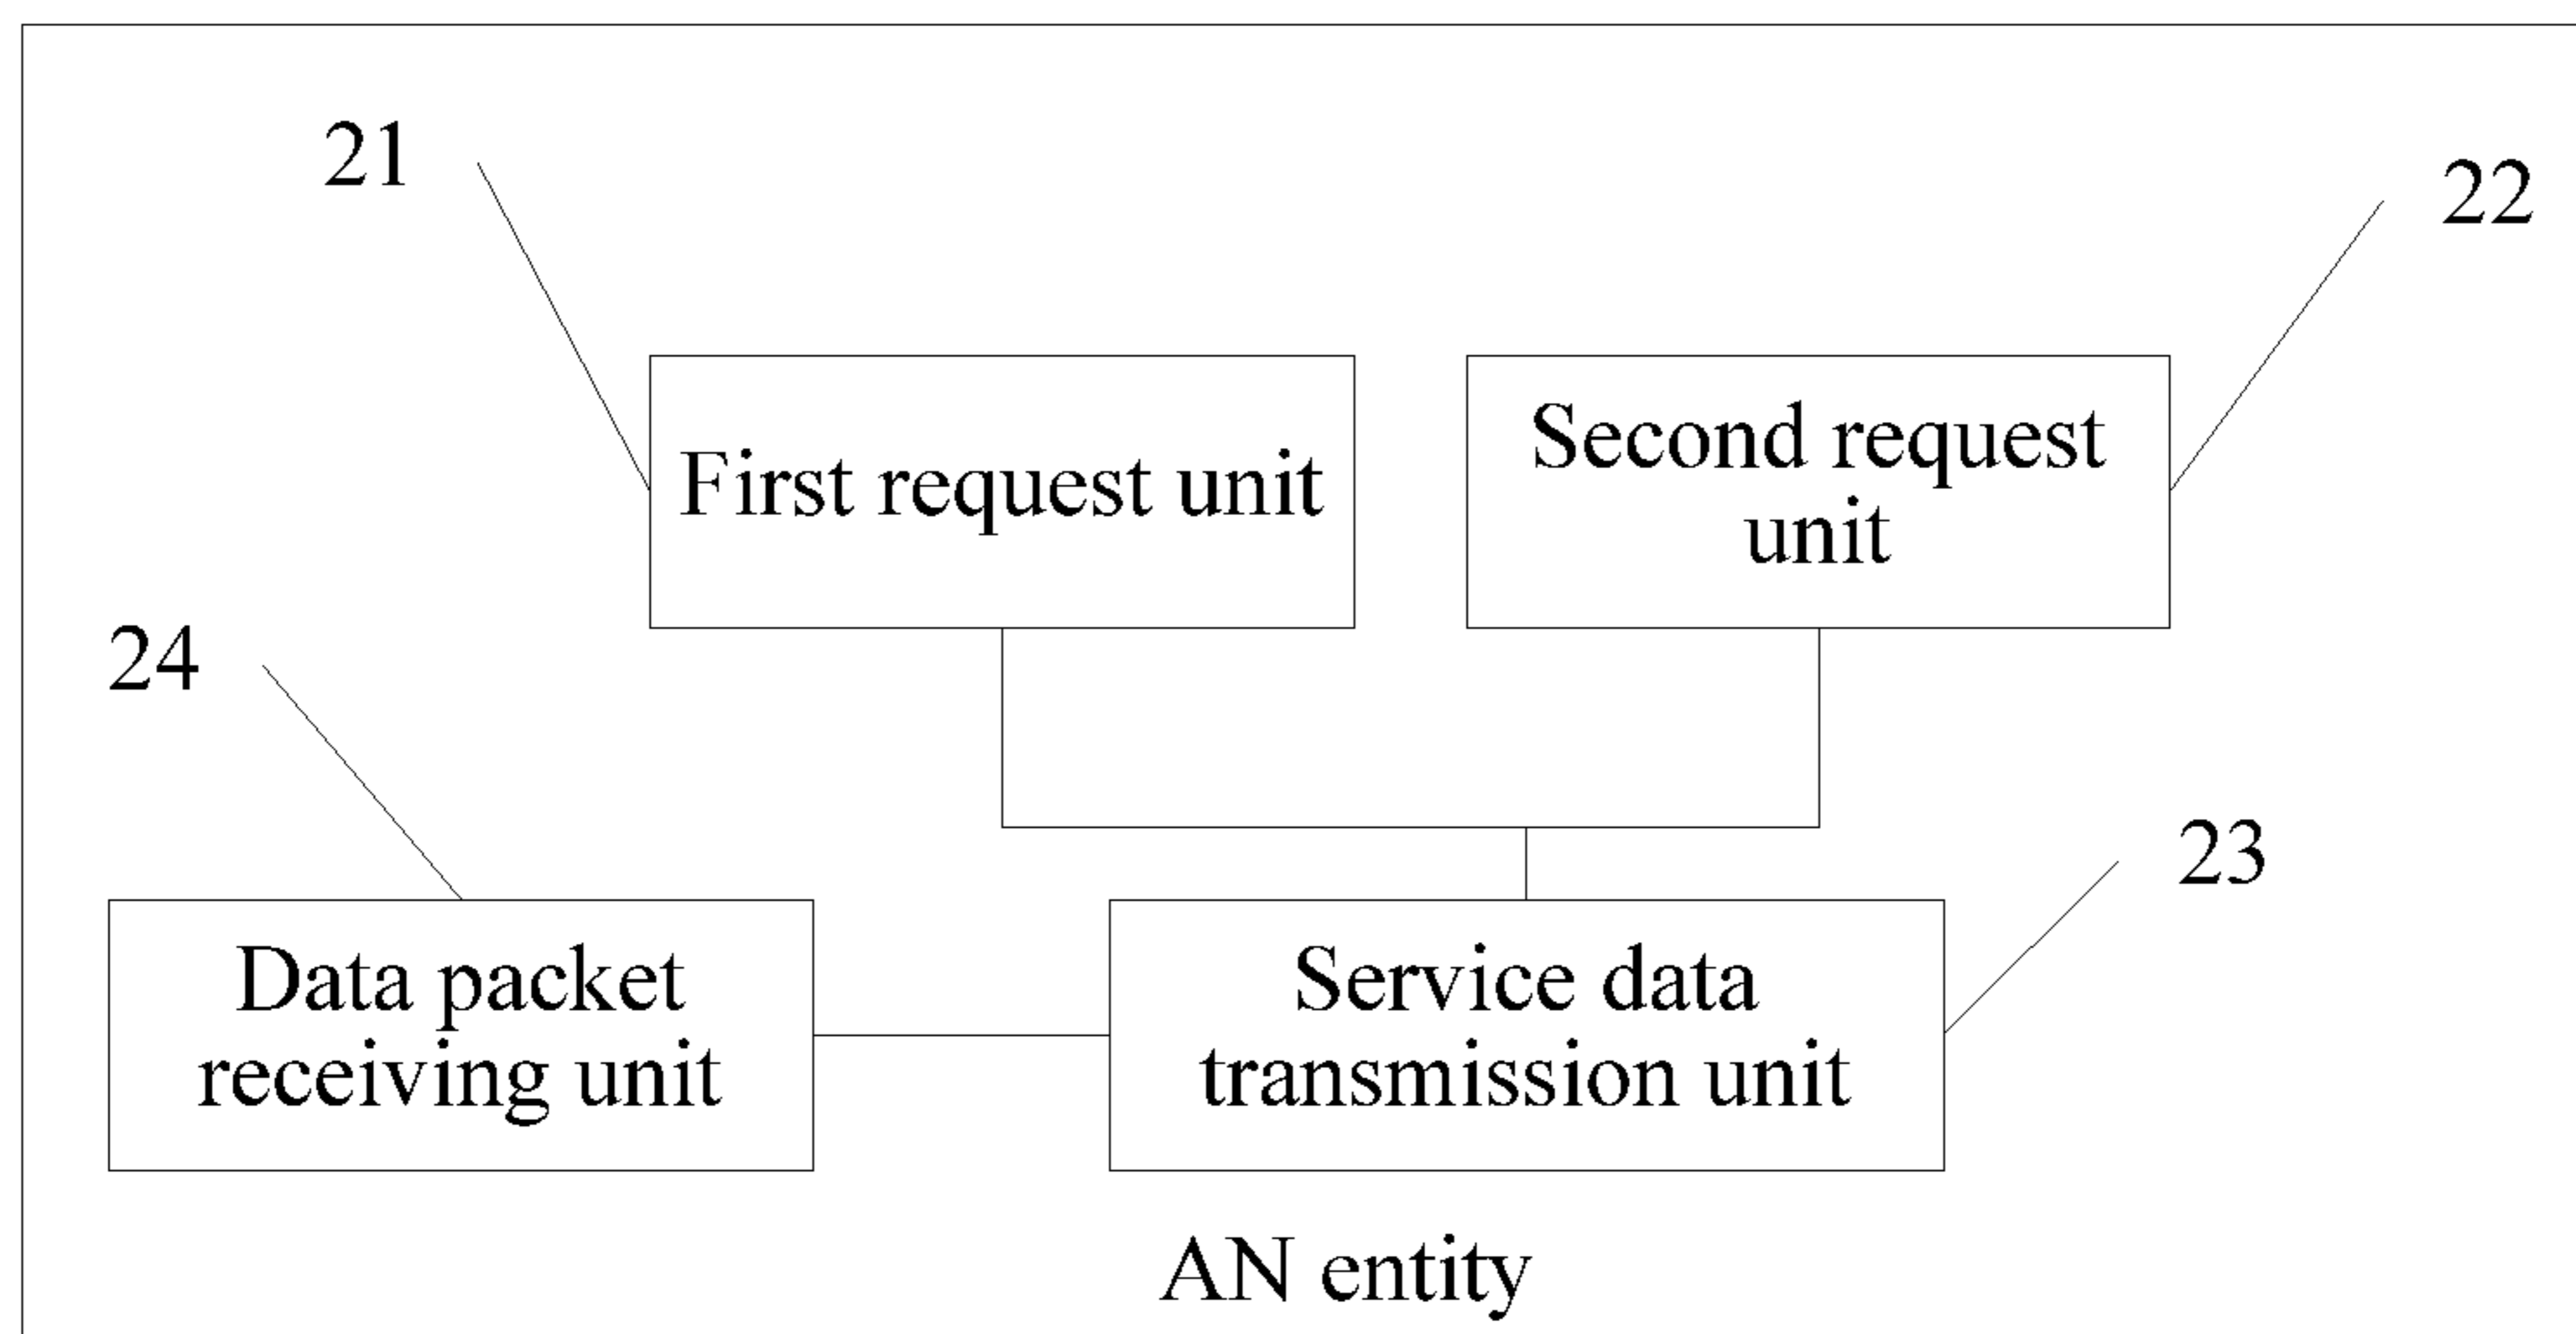 21
22
First request unit
Second request
unit
24
23
Data packet
receiving unit
Service data
transmission unit
AN entity